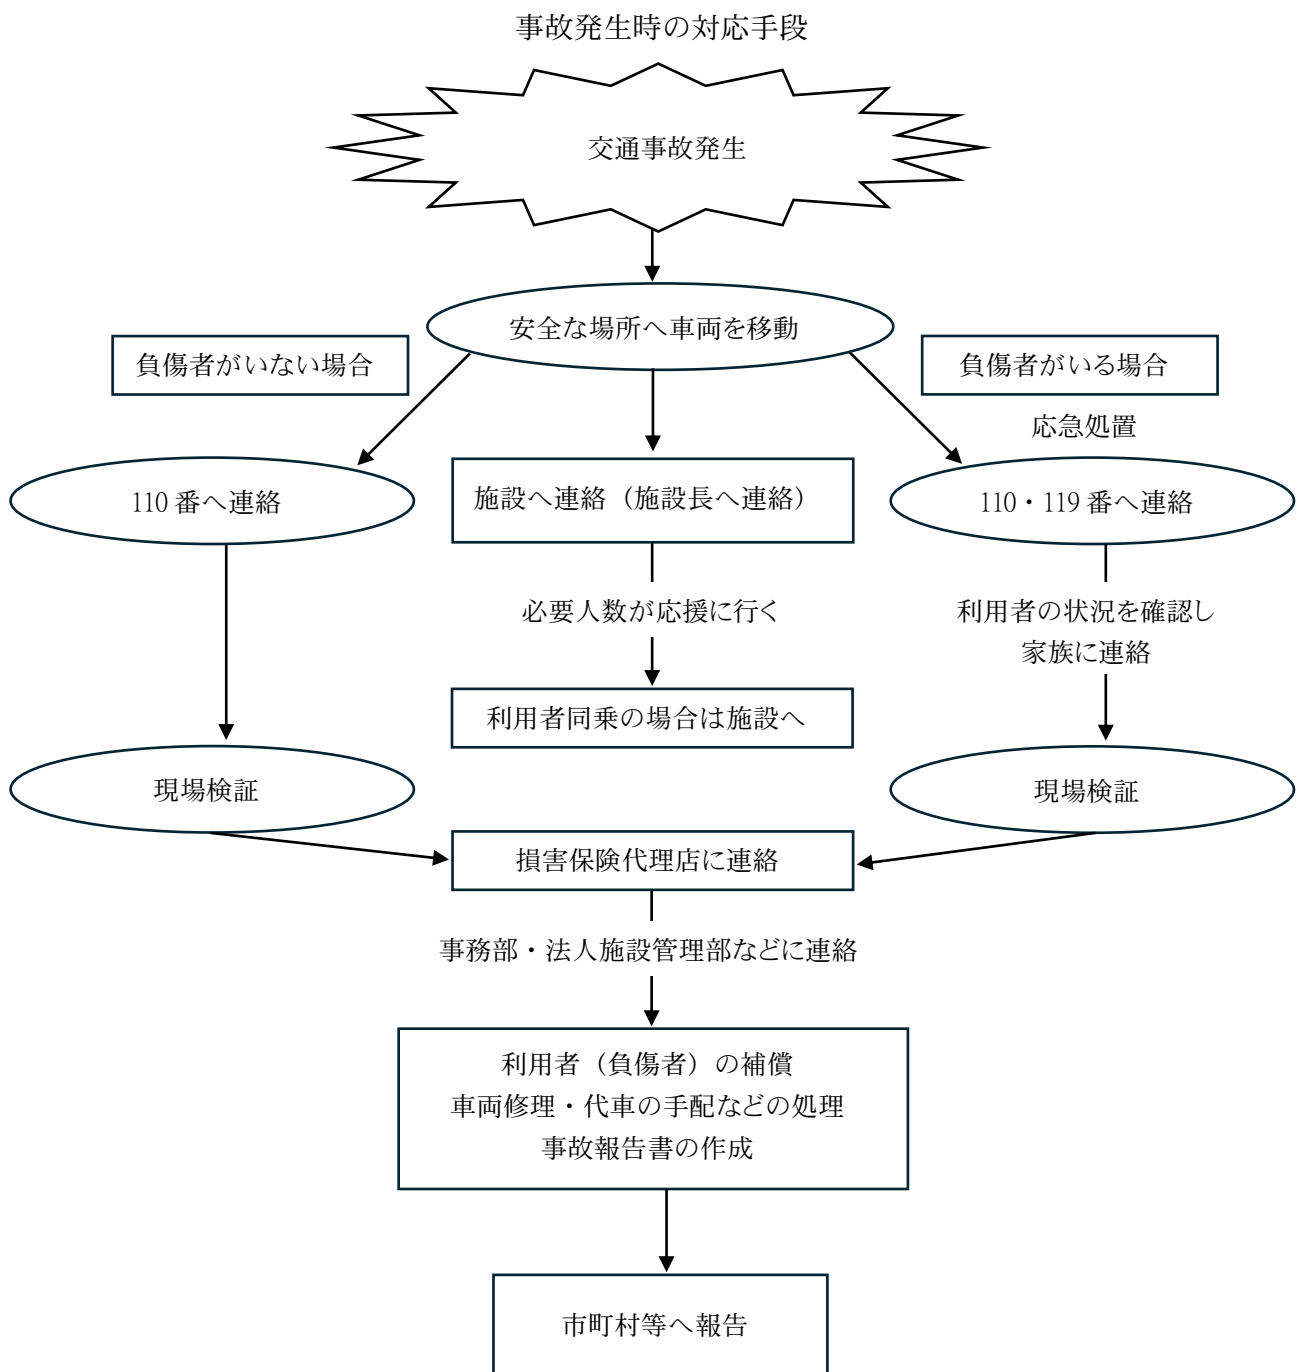 事故発生時の対応手段
交通事故発生
安全な場所へ車両を移動
負傷者がいない場合
負傷者がいる場合
応急処置
110番へ連絡
施設へ連絡（施設長へ連絡）
110・119番へ連絡
必要人数が応援に行く
利用者の状況を確認し
家族に連絡
利用者同乗の場合は施設へ
現場検証
現場検証
損害保険代理店に連絡
事務部・法人施設管理部などに連絡
利用者（負傷者）の補償
車両修理・代車の手配などの処理
事故報告書の作成
市町村等へ報告